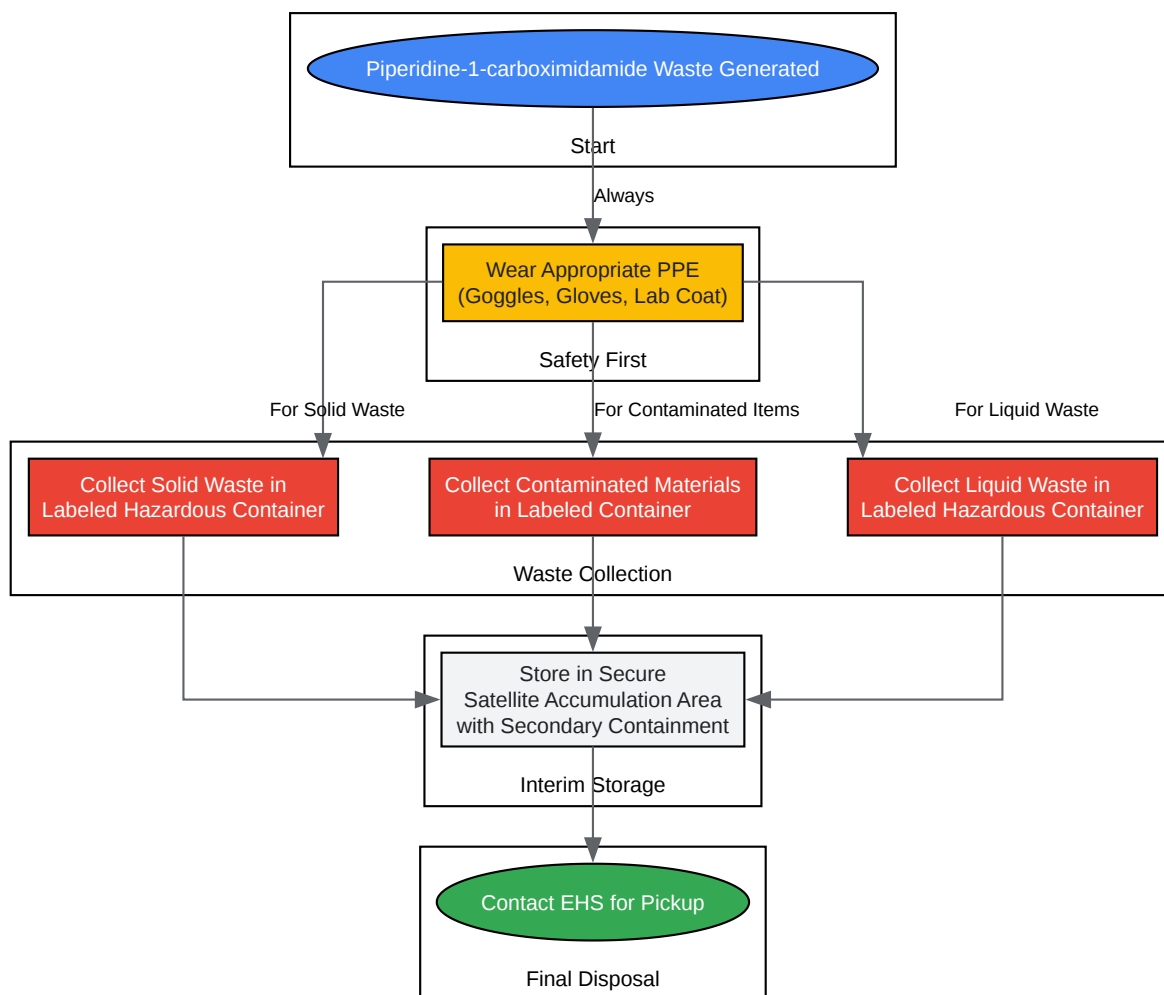 Piperidine-1-carboximidamide Waste Generated
Start
Always
Wear Appropriate PPE
(Goggles, Gloves, Lab Coat)
Safety First
For Solid Waste
For Contaminated Items
For Liquid Waste
Collect Solid Waste in
Labeled Hazardous Container
Collect Contaminated Materials
in Labeled Container
Collect Liquid Waste in
Labeled Hazardous Container
Waste Collection
Store in Secure
Satellite Accumulation Area
with Secondary Containment
Interim Storage
Contact EHS for Pickup
Final Disposal